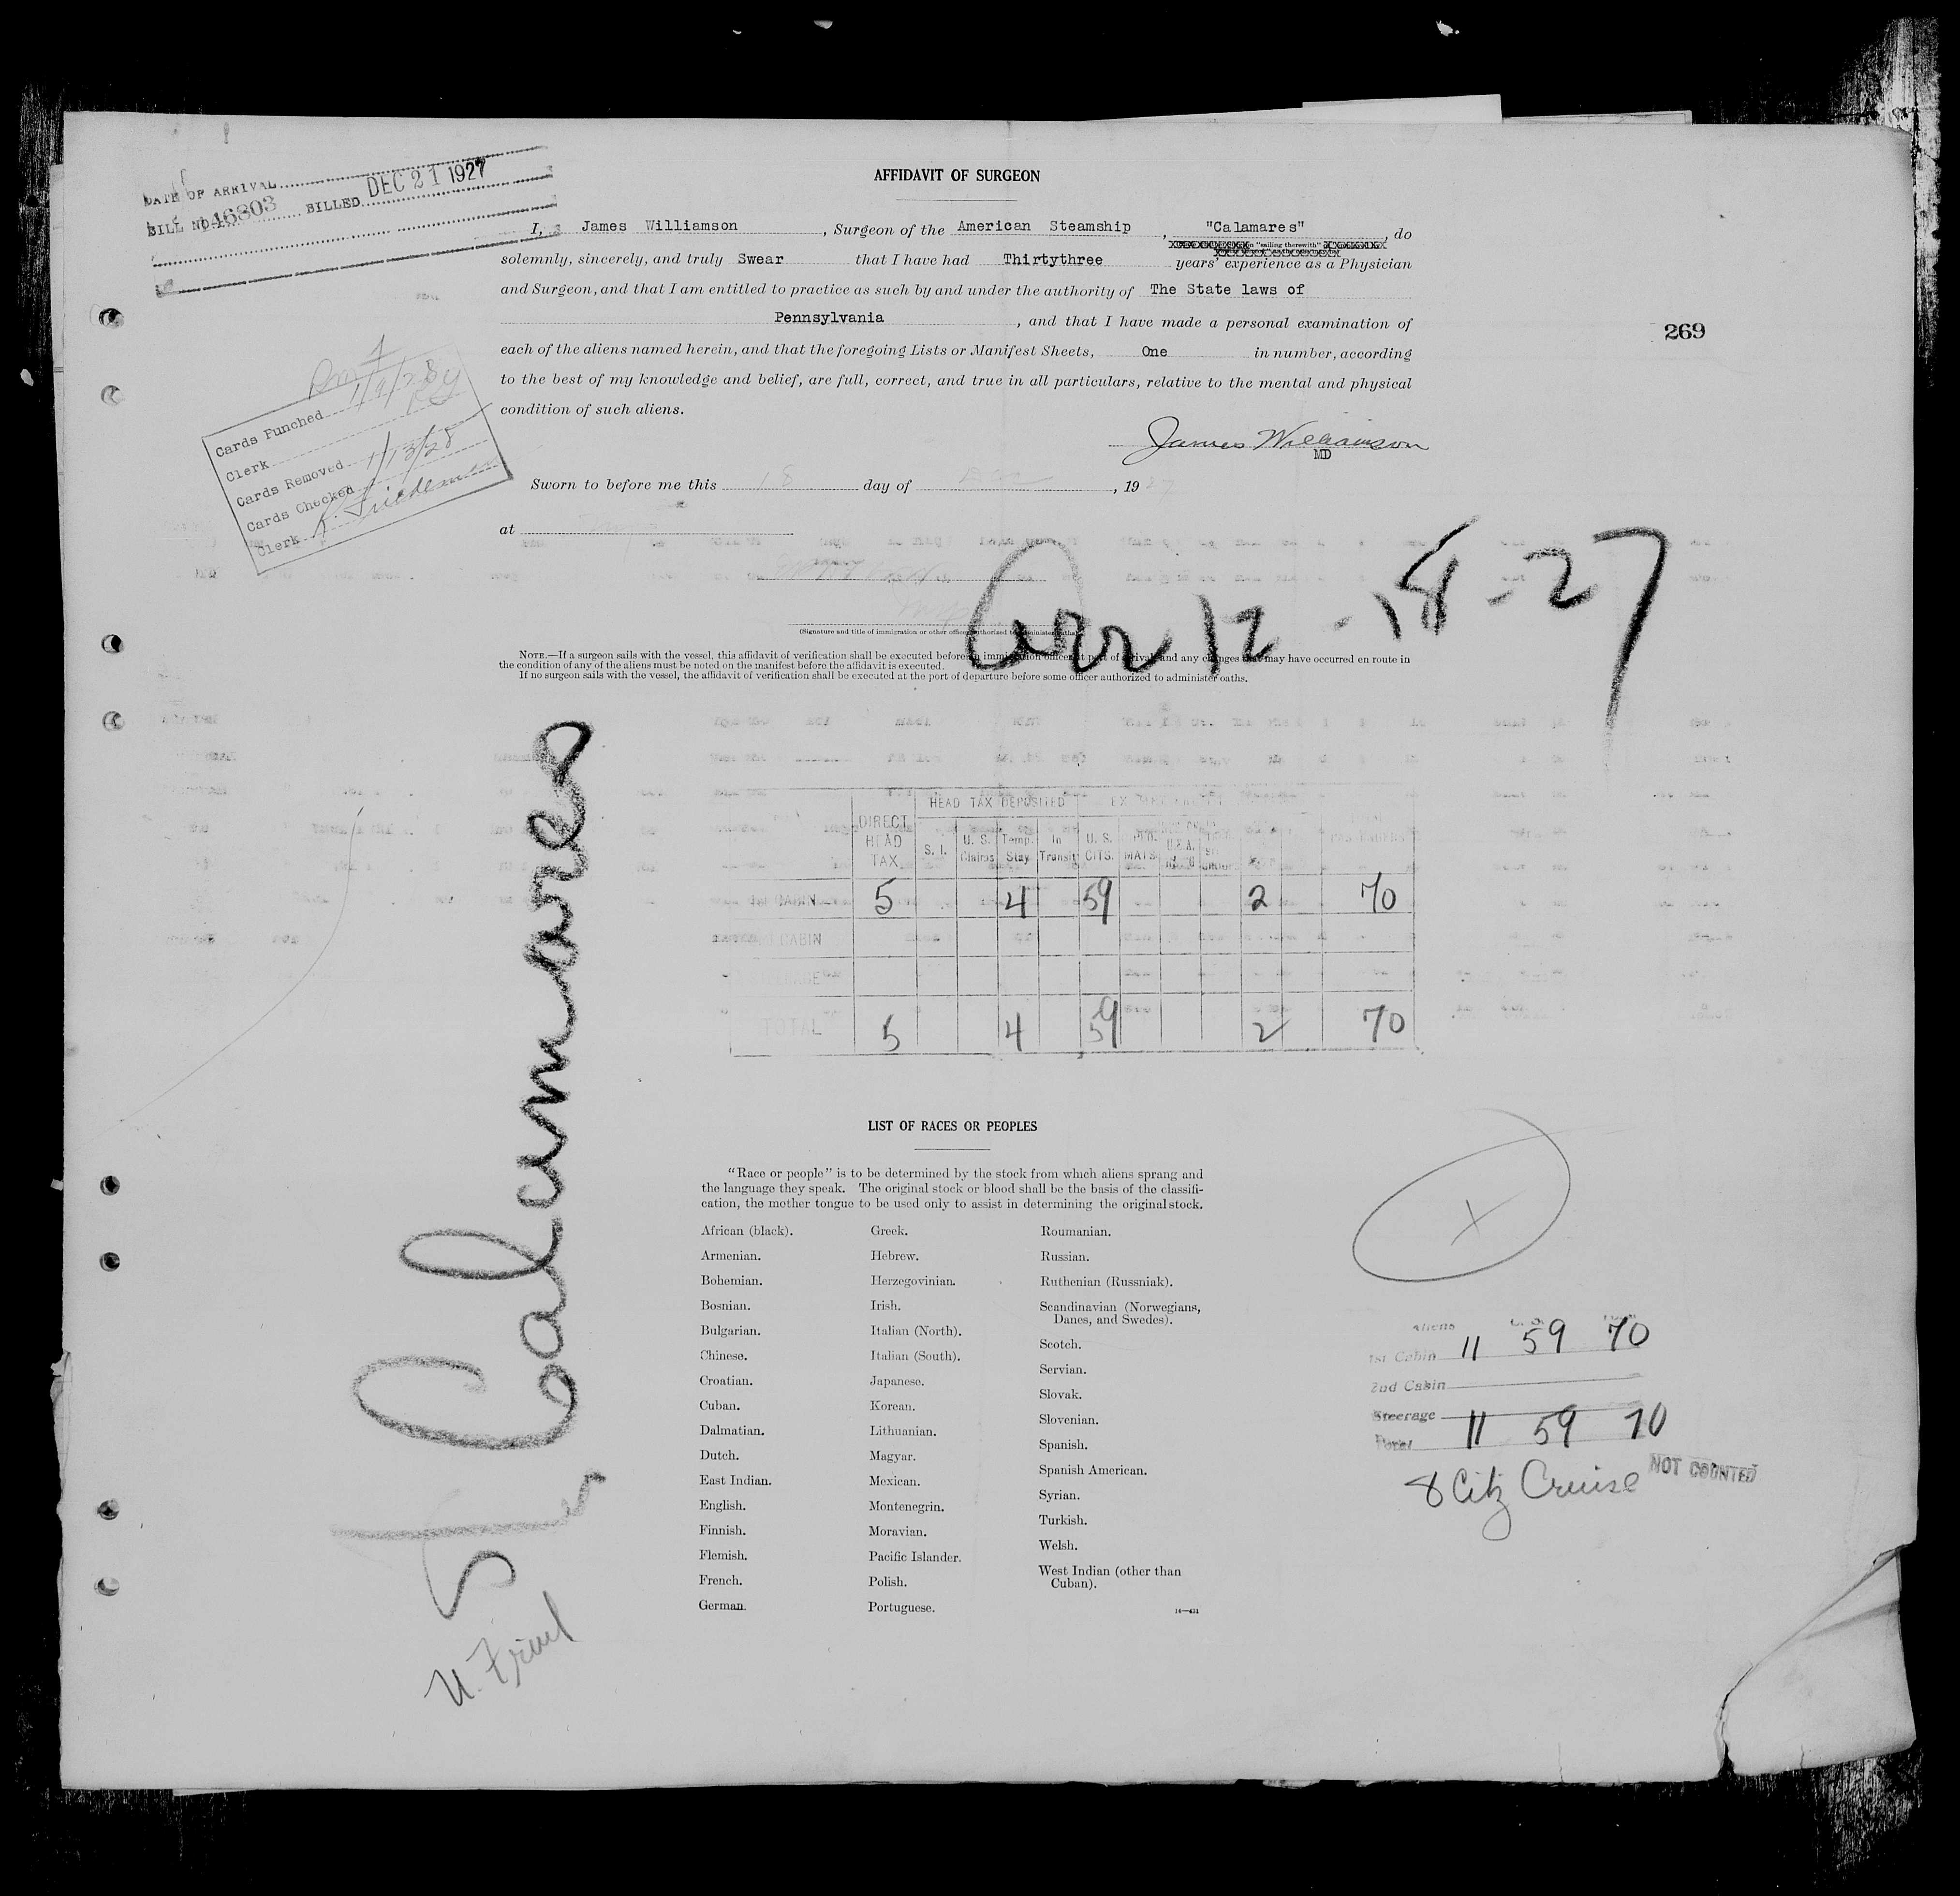 DATE OF ARRIVAL
BILL NO. 146803 BILLED DEC 21 1927
AFFIDAVIT OF SURGEON
I, James Williamson, Surgeon of the American Steamship, "Calamares", do
"sailing therewith"
solemnly, sincerely, and truly Swear that I have had Thirtythree years' experience as a Physician
and Surgeon, and that I am entitled to practice as such by and under the authority of The State laws of
Pennsylvania, and that I have made a personal examination of
269
each of the aliens named herein, and that the foregoing Lists or Manifest Sheets, One in number, according
to the best of my knowledge and belief, are full, correct, and true in all particulars, relative to the mental and physical
condition of such aliens.
James Williamson
MD
Cards Punched
Clerk
Cards Removed 1/13/28
Cards Checked
Clerk
Sworn to before me this 18 day of Dec, 1927
at
Arr 12-18-27
(Signature and title of immigration or other officer authorized to administer oaths)
NOTE.—If a surgeon sails with the vessel, this affidavit of verification shall be executed before an immigration officer at port of arrival and any changes that may have occurred en route in
the condition of any of the aliens must be noted on the manifest before the affidavit is executed.
If no surgeon sails with the vessel, the affidavit of verification shall be executed at the port of departure before some officer authorized to administer oaths.
Str Calamares
HEAD TAX DEPOSITED
DIRECT HEAD TAX S. I. U. S. Claims Temp. Stay In Transit U. S. CITS.
CABIN 5 4 59 2 70
CABIN
TOTAL 5 4 59 2 70
LIST OF RACES OR PEOPLES
"Race or people" is to be determined by the stock from which aliens sprang and
the language they speak. The original stock or blood shall be the basis of the classifi-
cation, the mother tongue to be used only to assist in determining the original stock.
African (black).
Armenian.
Bohemian.
Bosnian.
Bulgarian.
Chinese.
Croatian.
Cuban.
Dalmatian.
Dutch.
East Indian.
English.
Finnish.
Flemish.
French.
German.
Greek.
Hebrew.
Herzegovinian.
Irish.
Italian (North).
Italian (South).
Japanese.
Korean.
Lithuanian.
Magyar.
Mexican.
Montenegrin.
Moravian.
Pacific Islander.
Polish.
Portuguese.
Roumanian.
Russian.
Ruthenian (Russniak).
Scandinavian (Norwegians,
Danes, and Swedes).
Scotch.
Servian.
Slovak.
Slovenian.
Spanish.
Spanish American.
Syrian.
Turkish.
Welsh.
West Indian (other than
Cuban).
X
Aliens
1st Cabin 11 59 70
2nd Cabin
Steerage
Total 11 59 70
NOT COUNTED
8 Citz Cruise